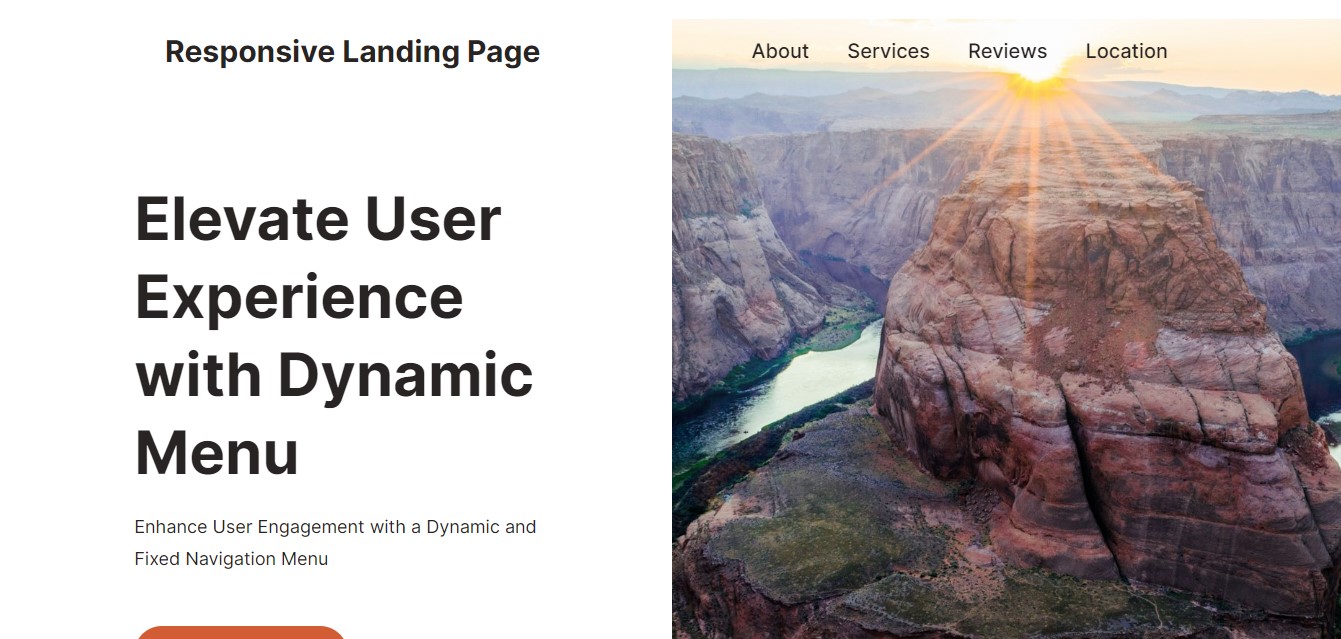 Responsive Landing Page
About Services Reviews Location
Elevate User
Experience
with Dynamic
Menu
Enhance User Engagement with a Dynamic and
Fixed Navigation Menu